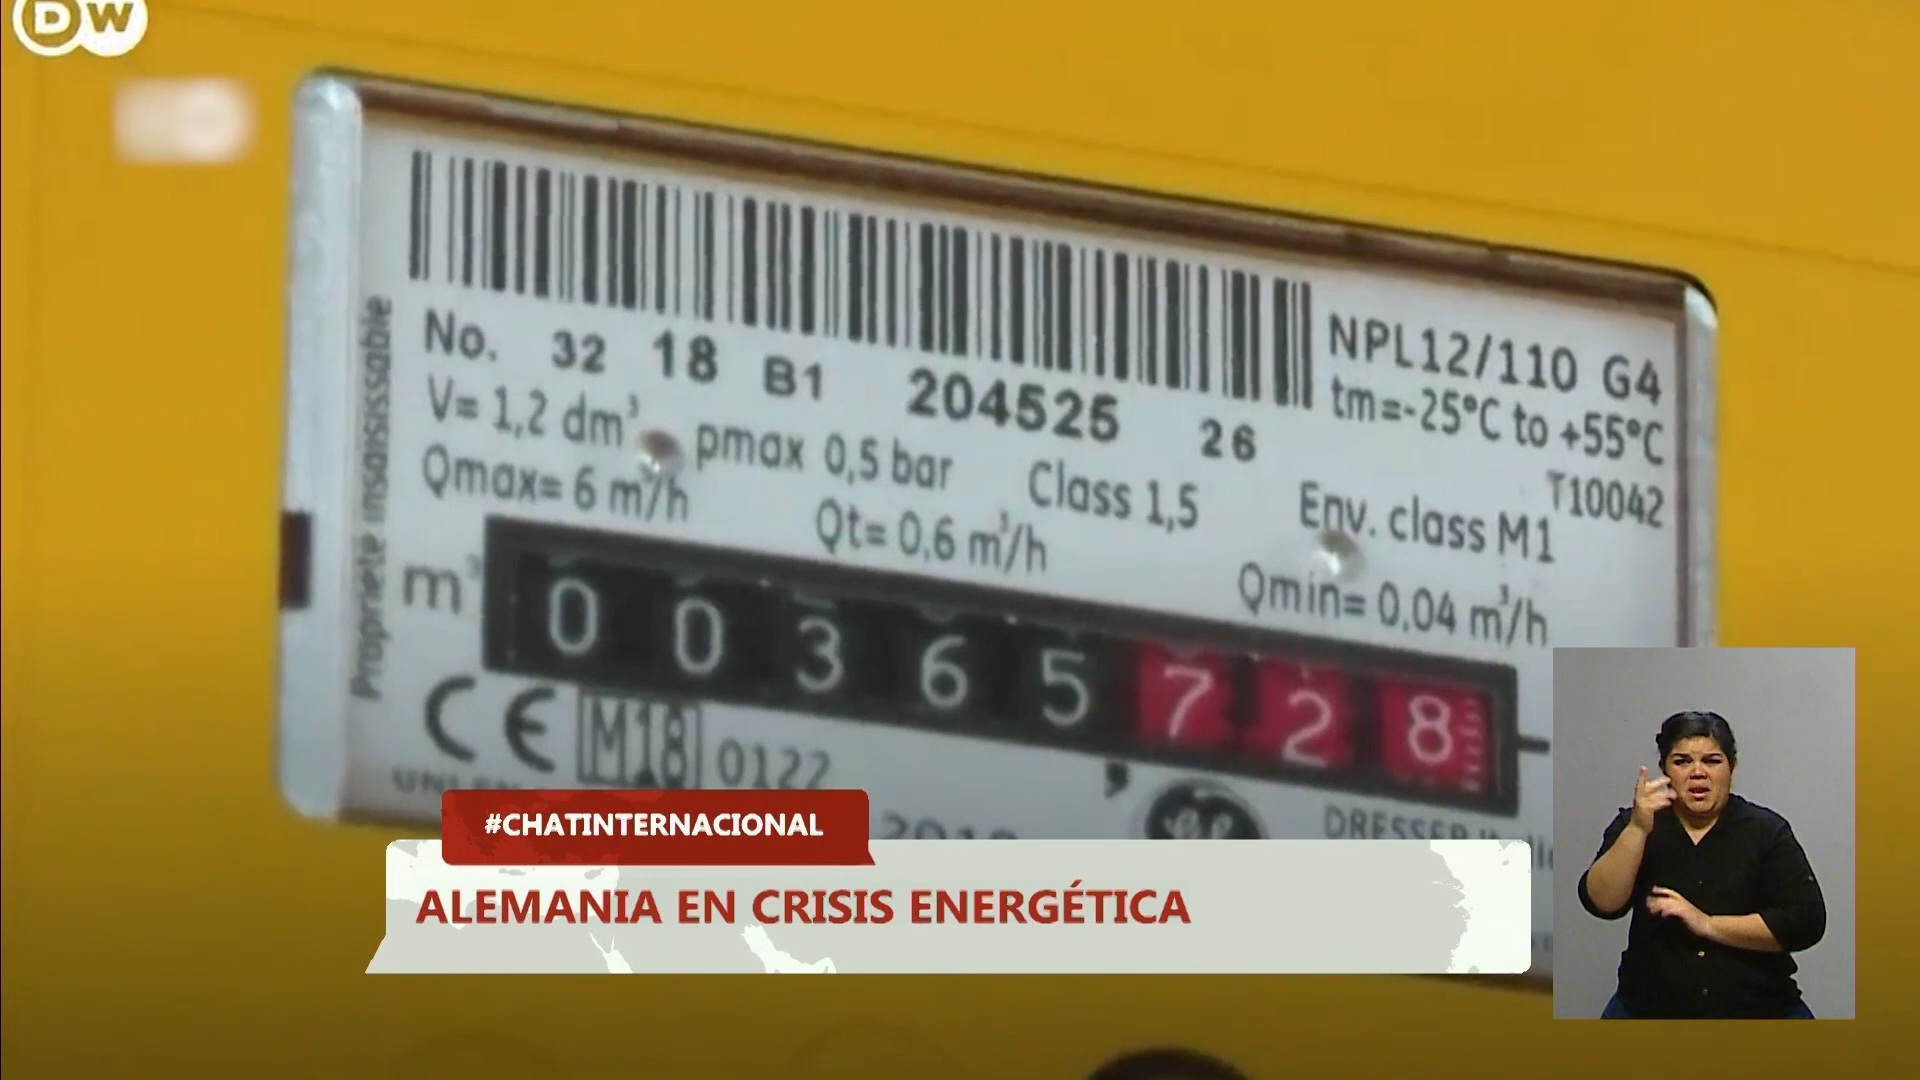 DW
NPL12/110 G4
tm=-25°C to +55°C
T10042
No. 32 18 B1 204525 26
V= 1,2 dm³ pmax 0,5 bar Class 1,5 Env. class M1
Qmax= 6 m³/h Qt= 0,6 m³/h Qmin= 0,04 m³/h
Propriete insaisissable
m³ 0 0 3 6 5 7 2 8
CE M18 0122
,
DRESSER
#CHATINTERNACIONAL
ALEMANIA EN CRISIS ENERGÉTICA